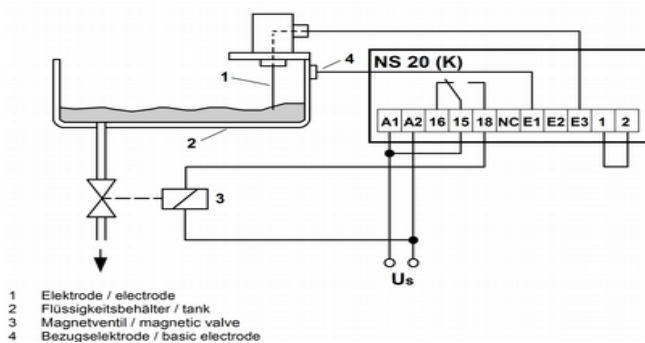 4
NS 20 (K)
1
A1 A2 16 15 18 NC E1 E2 E3 1 2
2
3
Us
1 Elektrode / electrode
2 Flüssigkeitsbehälter / tank
3 Magnetventil / magnetic valve
4 Bezugselektrode / basic electrode